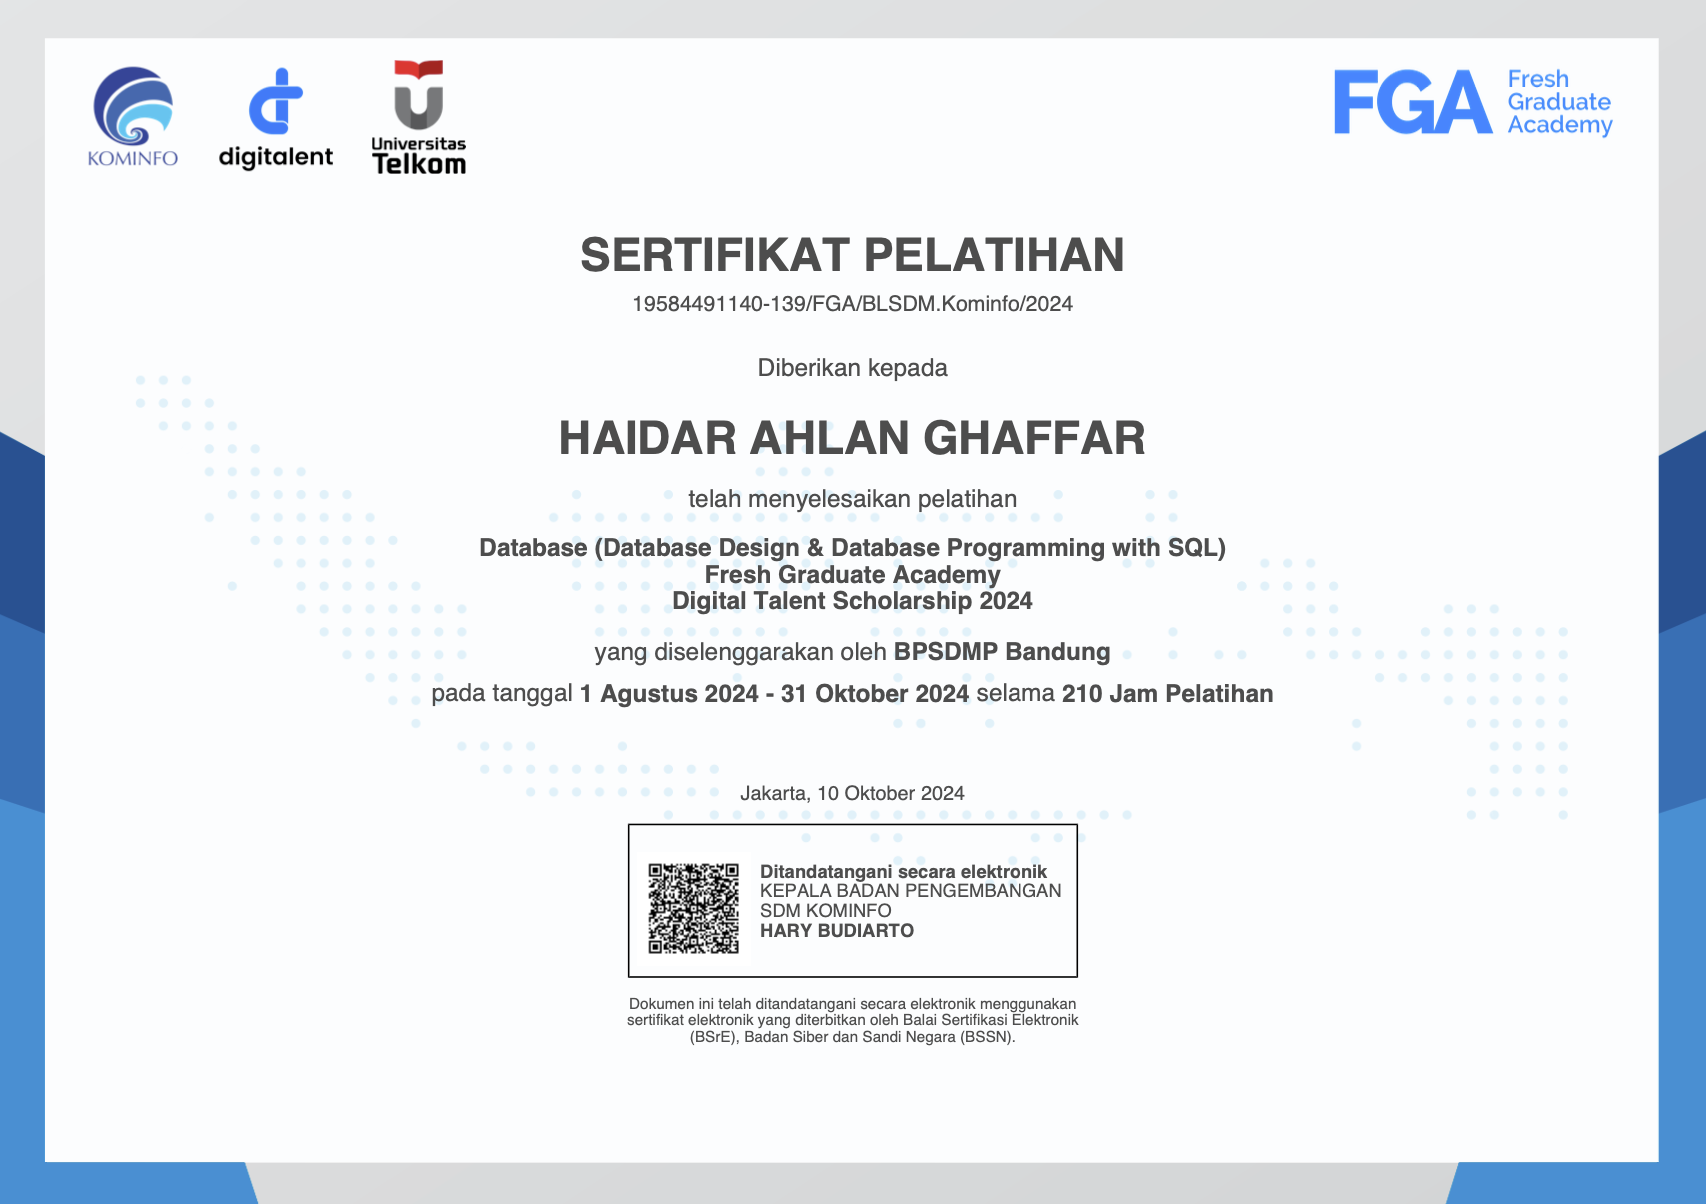 KOMINFO
digitalent
Universitas
Telkom
FGA
Fresh
Graduate
Academy
SERTIFIKAT PELATIHAN
19584491140-139/FGA/BLSDM.Kominfo/2024
Diberikan kepada
HAIDAR AHLAN GHAFFAR
telah menyelesaikan pelatihan
Database (Database Design & Database Programming with SQL)
Fresh Graduate Academy
Digital Talent Scholarship 2024
yang diselenggarakan oleh BPSDMP Bandung
pada tanggal 1 Agustus 2024 - 31 Oktober 2024 selama 210 Jam Pelatihan
Jakarta, 10 Oktober 2024
Ditandatangani secara elektronik
KEPALA BADAN PENGEMBANGAN
SDM KOMINFO
HARY BUDIARTO
Dokumen ini telah ditandatangani secara elektronik menggunakan
sertifikat elektronik yang diterbitkan oleh Balai Sertifikasi Elektronik
(BSrE), Badan Siber dan Sandi Negara (BSSN).